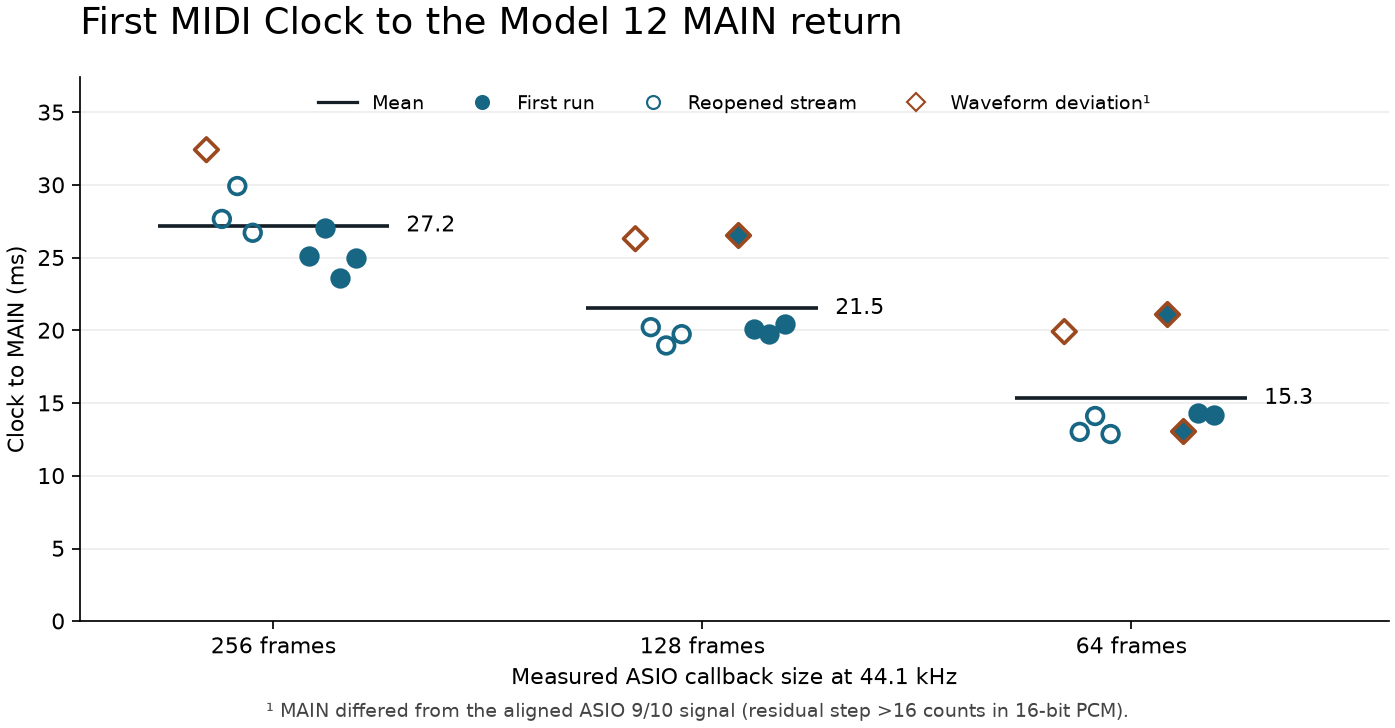 First MIDI Clock to the Model 12 MAIN return
Mean First run Reopened stream Waveform deviation¹
35
30
25
20
15
10
5
0
Clock to MAIN (ms)
27.2
21.5
15.3
256 frames 128 frames 64 frames
Measured ASIO callback size at 44.1 kHz
¹ MAIN differed from the aligned ASIO 9/10 signal (residual step >16 counts in 16-bit PCM).